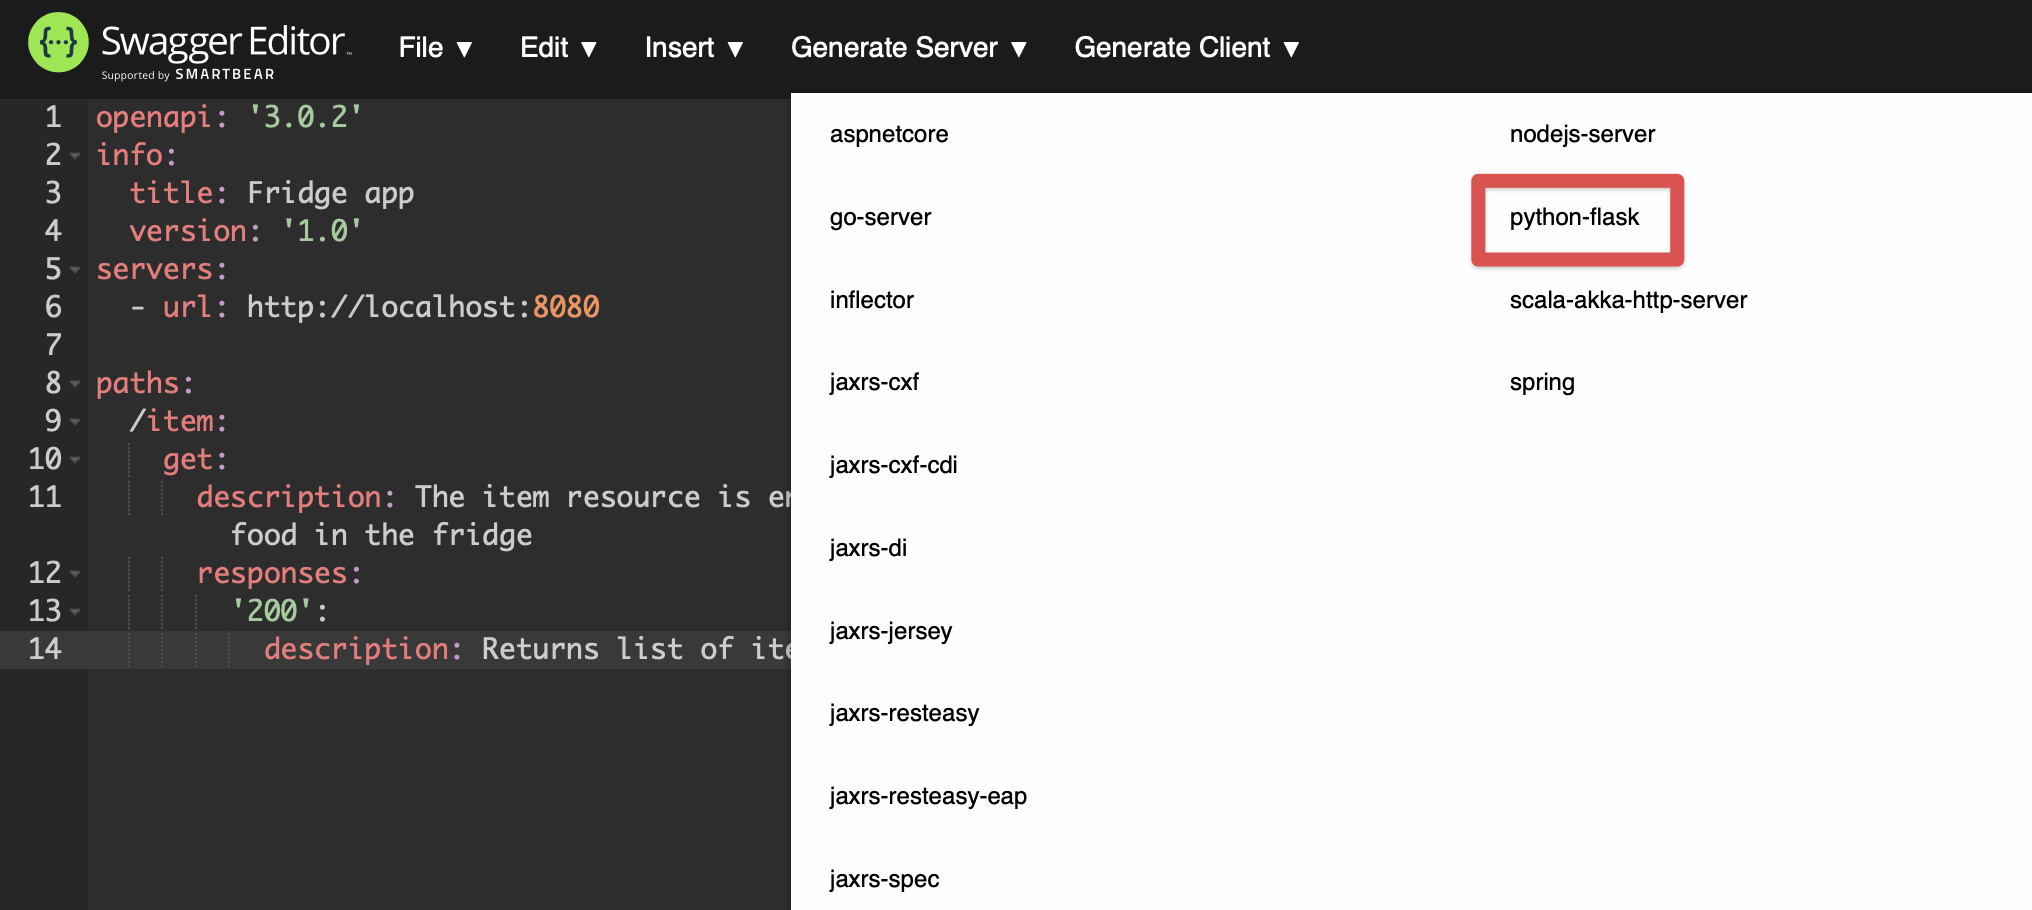 {···} Swagger Editor™
Supported by SMARTBEAR
File ▼ Edit ▼ Insert ▼ Generate Server ▼ Generate Client ▼
1 openapi: '3.0.2'
2 info:
3 title: Fridge app
4 version: '1.0'
5 servers:
6 - url: http://localhost:8080
7
8 paths:
9 /item:
10 get:
11 description: The item resource is
food in the fridge
12 responses:
13 '200':
14 description: Returns list of
aspnetcore
go-server
inflector
jaxrs-cxf
jaxrs-cxf-cdi
jaxrs-di
jaxrs-jersey
jaxrs-resteasy
jaxrs-resteasy-eap
jaxrs-spec
nodejs-server
python-flask
scala-akka-http-server
spring